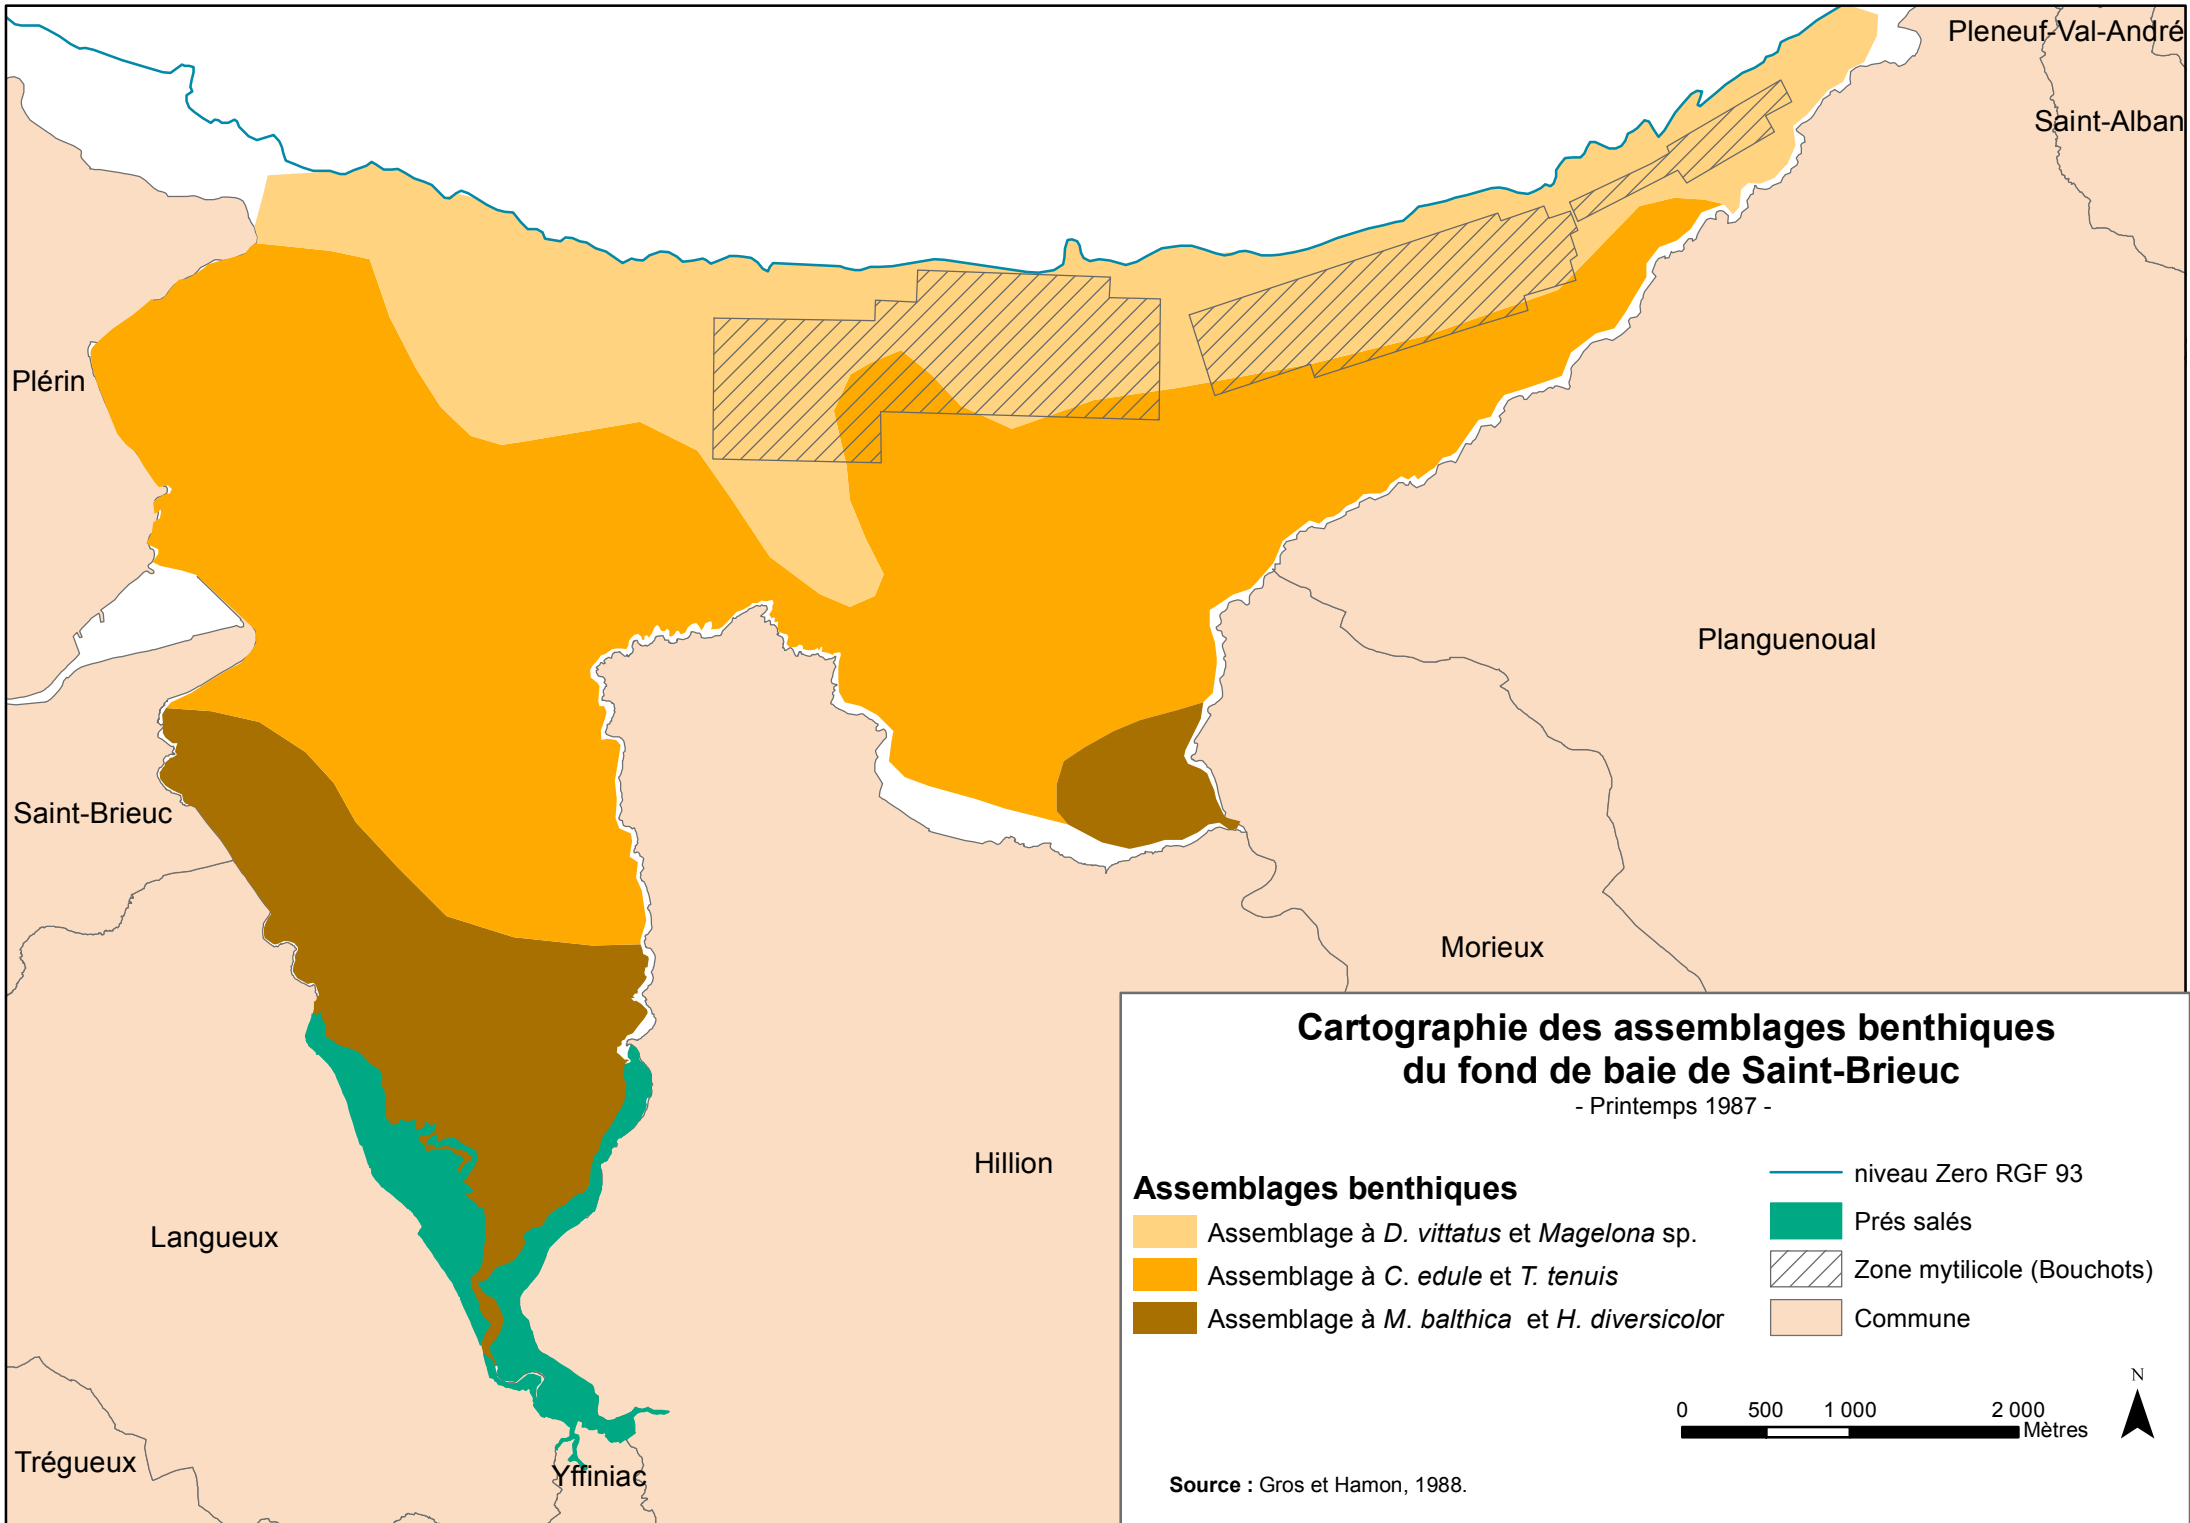 Pleneuf-Val-André
Saint-Alban
Plérin
Planguenoual
Saint-Brieuc
Morieux
Hillion
Langueux
Trégueux
Yffiniac
Cartographie des assemblages benthiques
du fond de baie de Saint-Brieuc
- Printemps 1987 -
Assemblages benthiques
Assemblage à D. vittatus et Magelona sp.
Assemblage à C. edule et T. tenuis
Assemblage à M. balthica et H. diversicolor
niveau Zero RGF 93
Prés salés
Zone mytilicole (Bouchots)
Commune
N
0 500 1 000 2 000
Mètres
Source : Gros et Hamon, 1988.